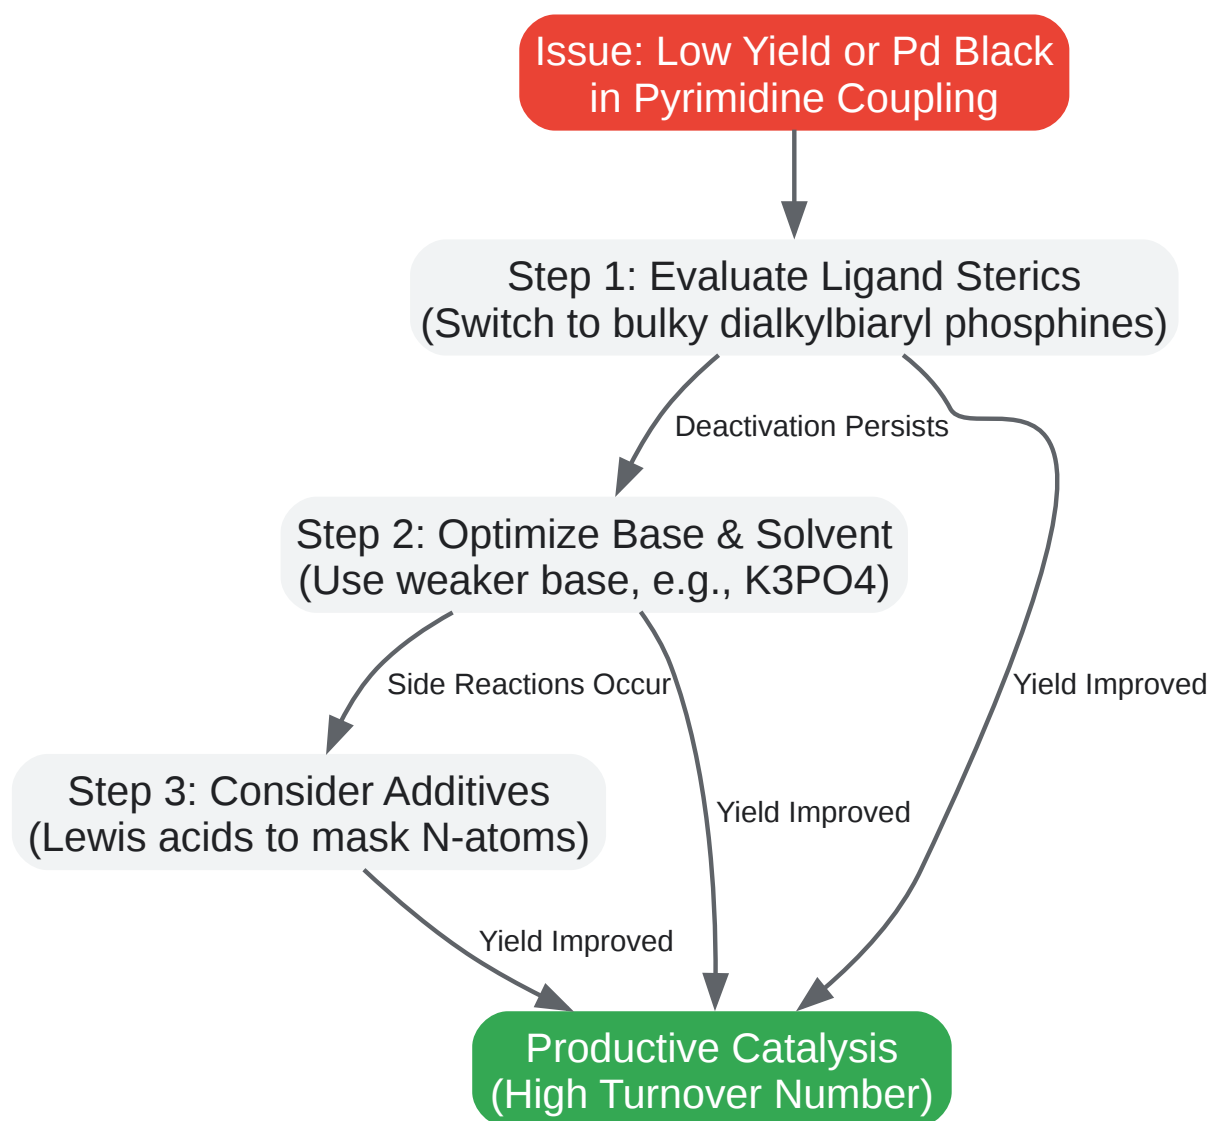 Issue: Low Yield or Pd Black
in Pyrimidine Coupling
Step 1: Evaluate Ligand Sterics
(Switch to bulky dialkylbiaryl phosphines)
Deactivation Persists
Step 2: Optimize Base & Solvent
(Use weaker base, e.g., K3PO4)
Side Reactions Occur
Yield Improved
Step 3: Consider Additives
(Lewis acids to mask N-atoms)
Yield Improved
Yield Improved
Productive Catalysis
(High Turnover Number)